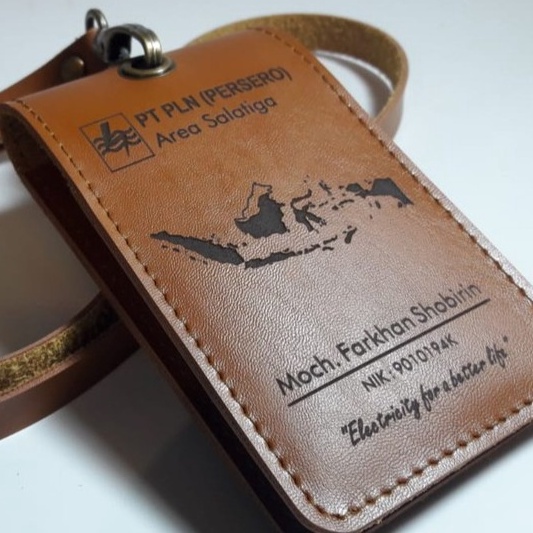 PT PLN (PERSERO)
Area Salatiga
Moch. Farkhan Shobirin
NIK : 9010194K
"Electricity for a better life"